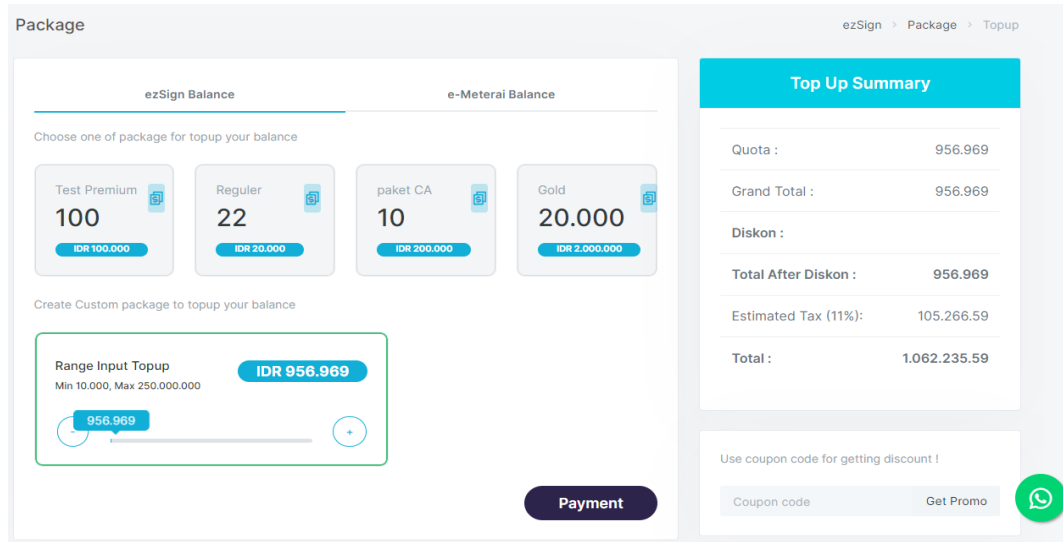 Package
ezSign > Package > Topup
ezSign Balance
e-Meterai Balance
Choose one of package for topup your balance
Test Premium
100
IDR 100.000
Reguler
22
IDR 20.000
paket CA
10
IDR 200.000
Gold
20.000
IDR 2.000.000
Create Custom package to topup your balance
Range Input Topup
Min 10.000, Max 250.000.000
IDR 956.969
956.969
-
+
Payment
Top Up Summary
Quota : 956.969
Grand Total : 956.969
Diskon :
Total After Diskon : 956.969
Estimated Tax (11%): 105.266.59
Total : 1.062.235.59
Use coupon code for getting discount !
Coupon code
Get Promo